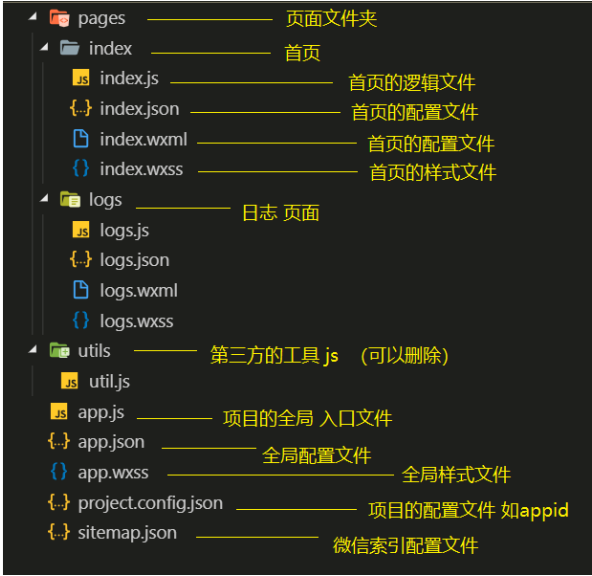 pages 页面文件夹
index 首页
index.js 首页的逻辑文件
index.json 首页的配置文件
index.wxml 首页的配置文件
index.wxss 首页的样式文件
logs 日志 页面
logs.js
logs.json
logs.wxml
logs.wxss
utils 第三方的工具 js （可以删除）
util.js
app.js 项目的全局 入口文件
app.json 全局配置文件
app.wxss 全局样式文件
project.config.json 项目的配置文件 如appid
sitemap.json 微信索引配置文件